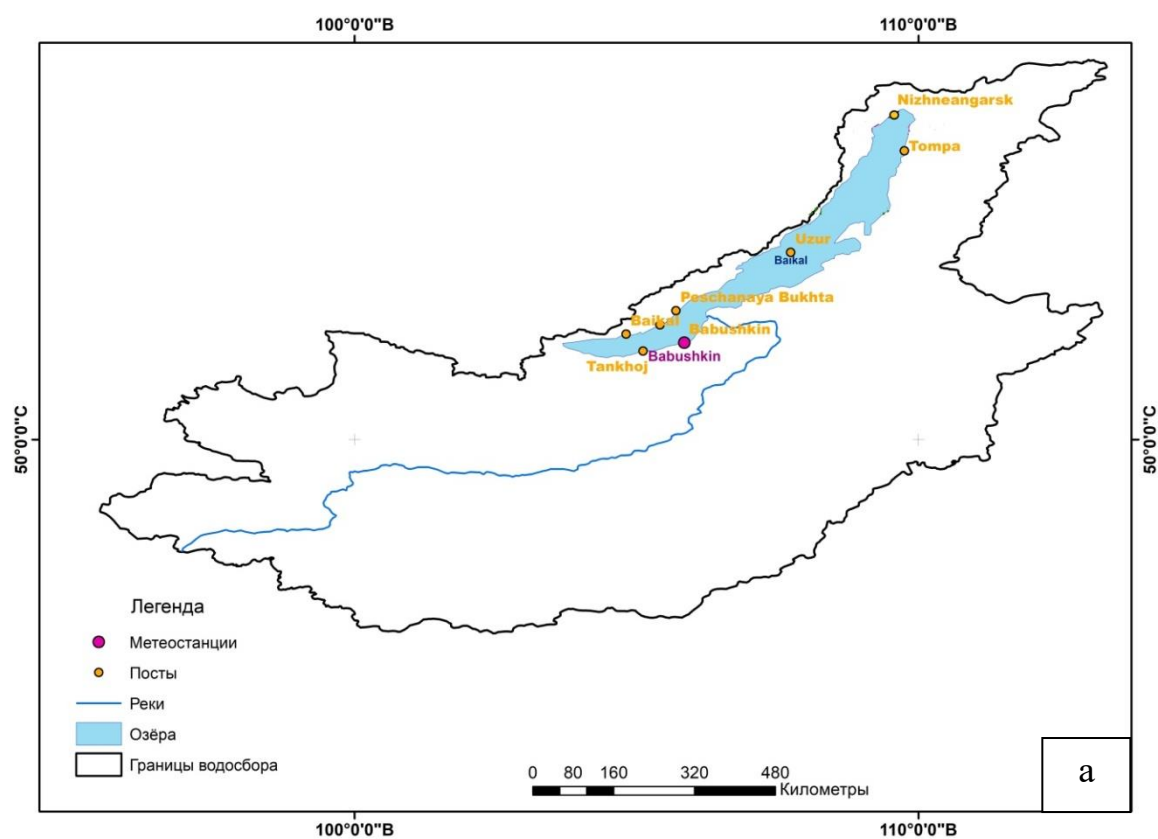 100°0'0"В 110°0'0"В
Nizhneangarsk
Tompa
Uzur
Baikal
Peschanaya Bukhta
Baikal
Babushkin
Babushkin
Tankhoj
50°0'0"С 50°0'0"С
Легенда
Метеостанции
Посты
Реки
Озёра
Границы водосбора
0 80 160 320 480
Километры
а
100°0'0"В 110°0'0"В